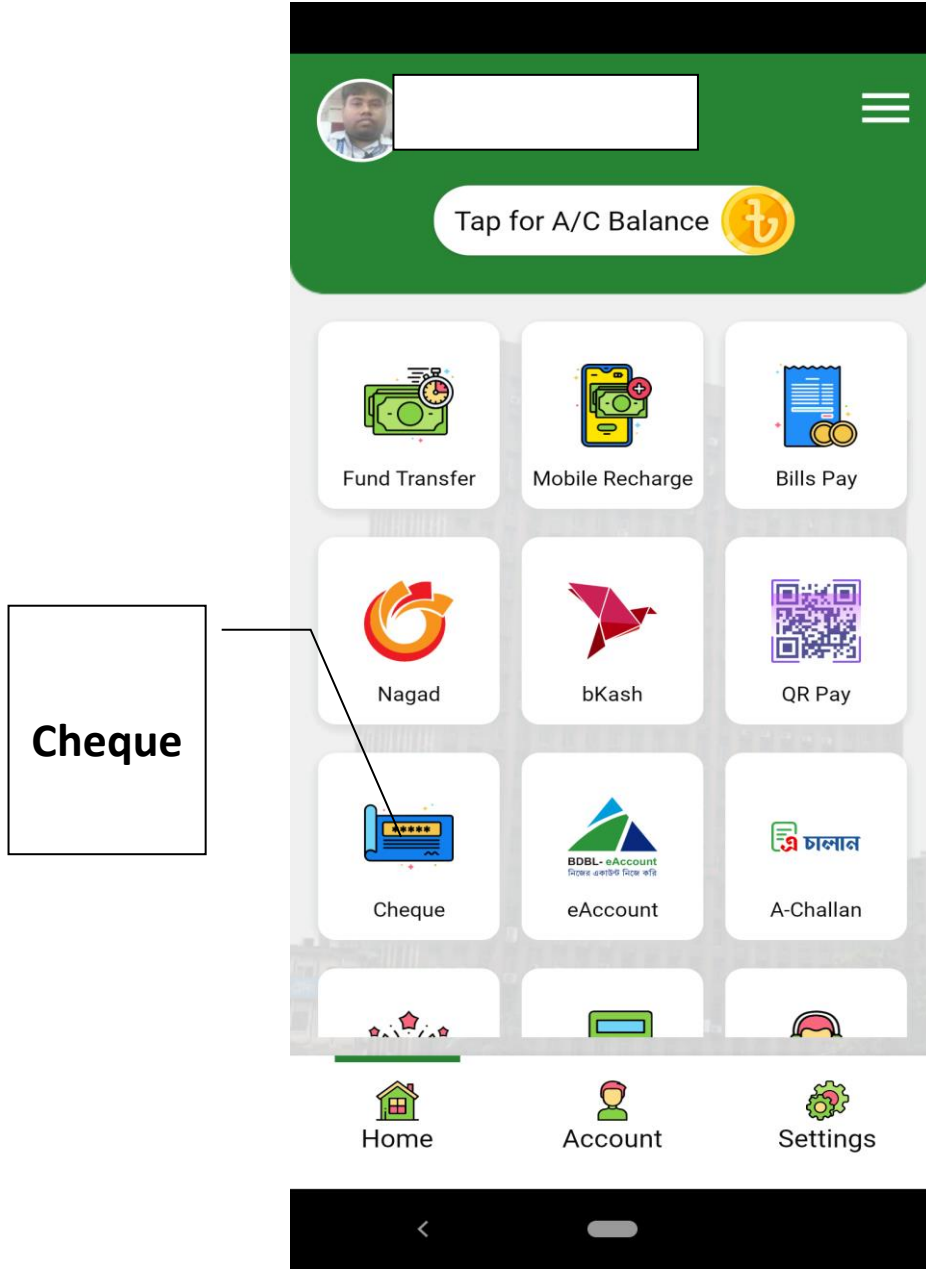 Tap for A/C Balance ৳
Fund Transfer
Mobile Recharge
Bills Pay
Nagad
bKash
QR Pay
Cheque
*****
BDBL- eAccount
নিজের একাউন্ট নিজে করি
এ চালান
Cheque
eAccount
A-Challan
Home
Account
Settings